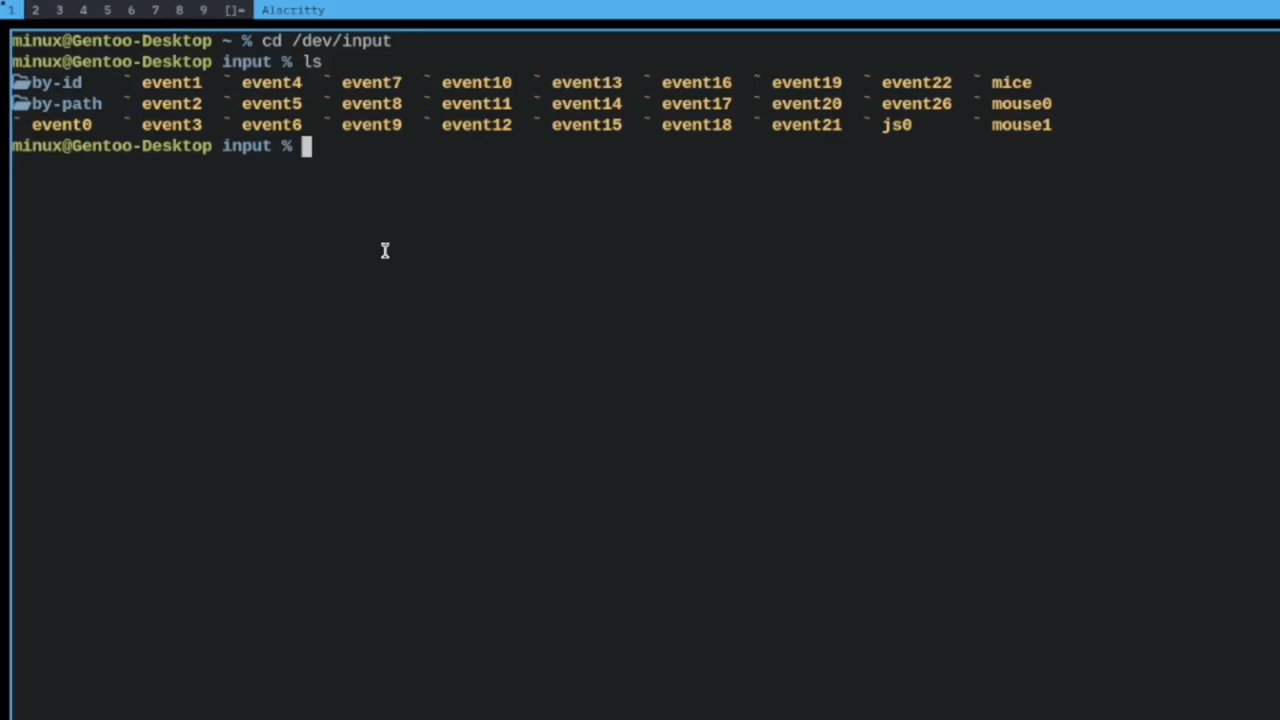 1 2 3 4 5 6 7 8 9 []= Alacritty
minux@Gentoo-Desktop ~ % cd /dev/input
minux@Gentoo-Desktop input % ls
by-id ~ event1 ~ event4 ~ event7 ~ event10 ~ event13 ~ event16 ~ event19 ~ event22 ~ mice
by-path ~ event2 ~ event5 ~ event8 ~ event11 ~ event14 ~ event17 ~ event20 ~ event26 ~ mouse0
~ event0 ~ event3 ~ event6 ~ event9 ~ event12 ~ event15 ~ event18 ~ event21 ~ js0 ~ mouse1
minux@Gentoo-Desktop input %